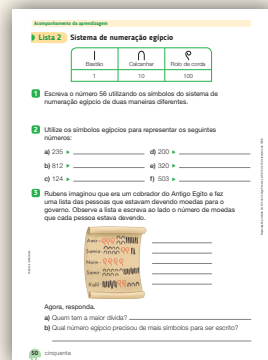 Acompanhamento da aprendizagem
Lista 2 Sistema de numeração egípcio
Bastão Calcanhar Rolo de corda
1 10 100
1 Escreva o número 56 utilizando os símbolos do sistema de
numeração egípcio de duas maneiras diferentes.
2 Utilize os símbolos egípcios para representar os seguintes
números:
a) 235 d) 200
b) 812 e) 320
c) 124 f) 503
3 Rubens imaginou que era um cobrador do Antigo Egito e fez
uma lista das pessoas que estavam devendo moedas para o
governo. Observe a lista e escreva ao lado o número de moedas
que cada pessoa estava devendo.
Agora, responda.
a) Quem tem a maior dívida?
b) Qual número egípcio precisou de mais símbolos para ser escrito?
50 cinquenta